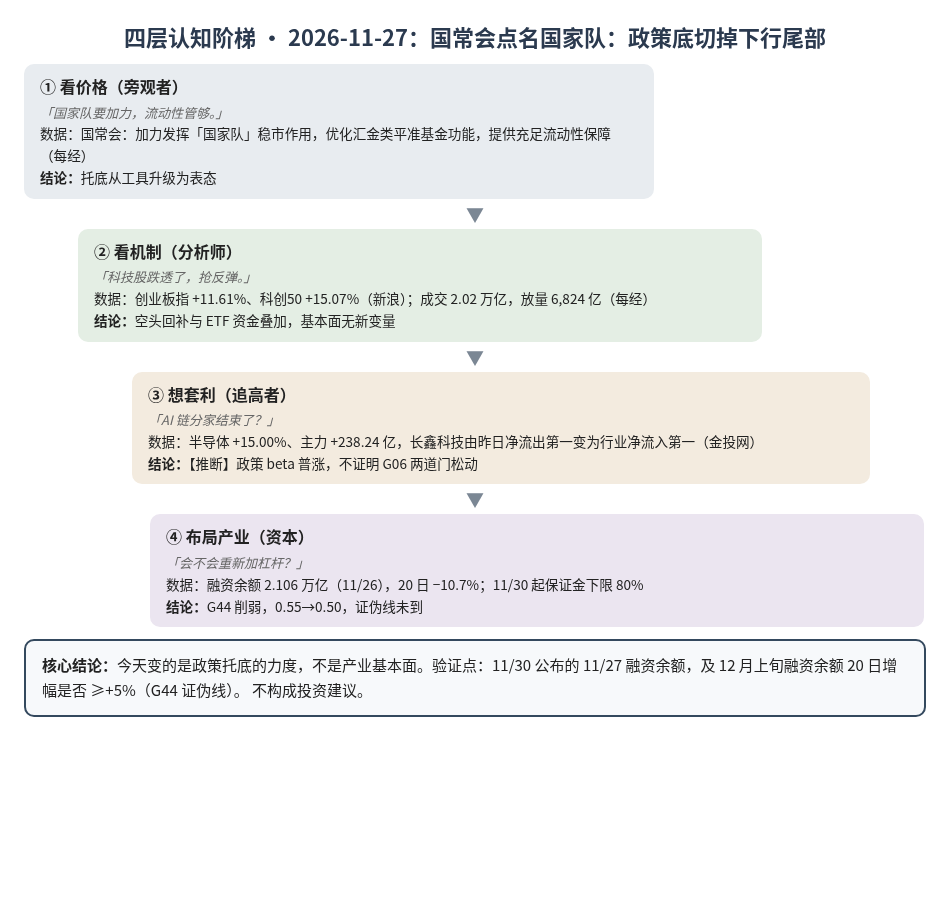 四层认知阶梯 · 2026-11-27：国常会点名国家队：政策底切掉下行尾部
① 看价格（旁观者）
「国家队要加力，流动性管够。」
数据：国常会：加力发挥「国家队」稳市作用，优化汇金类平准基金功能，提供充足流动性保障
（每经）
结论：托底从工具升级为表态
▼
② 看机制（分析师）
「科技股跌透了，抢反弹。」
数据：创业板指 +11.61%、科创50 +15.07%（新浪）；成交 2.02 万亿，放量 6,824 亿（每经）
结论：空头回补与 ETF 资金叠加，基本面无新变量
▼
③ 想套利（追高者）
「AI 链分家结束了？」
数据：半导体 +15.00%、主力 +238.24 亿，长鑫科技由昨日净流出第一变为行业净流入第一（金投网）
结论：【推断】政策 beta 普涨，不证明 G06 两道门松动
▼
④ 布局产业（资本）
「会不会重新加杠杆？」
数据：融资余额 2.106 万亿（11/26），20 日 −10.7%；11/30 起保证金下限 80%
结论：G44 削弱，0.55→0.50，证伪线未到
核心结论：今天变的是政策托底的力度，不是产业基本面。验证点：11/30 公布的 11/27 融资余额，及 12 月上旬融资余额 20 日增
幅是否 ≥+5%（G44 证伪线）。 不构成投资建议。